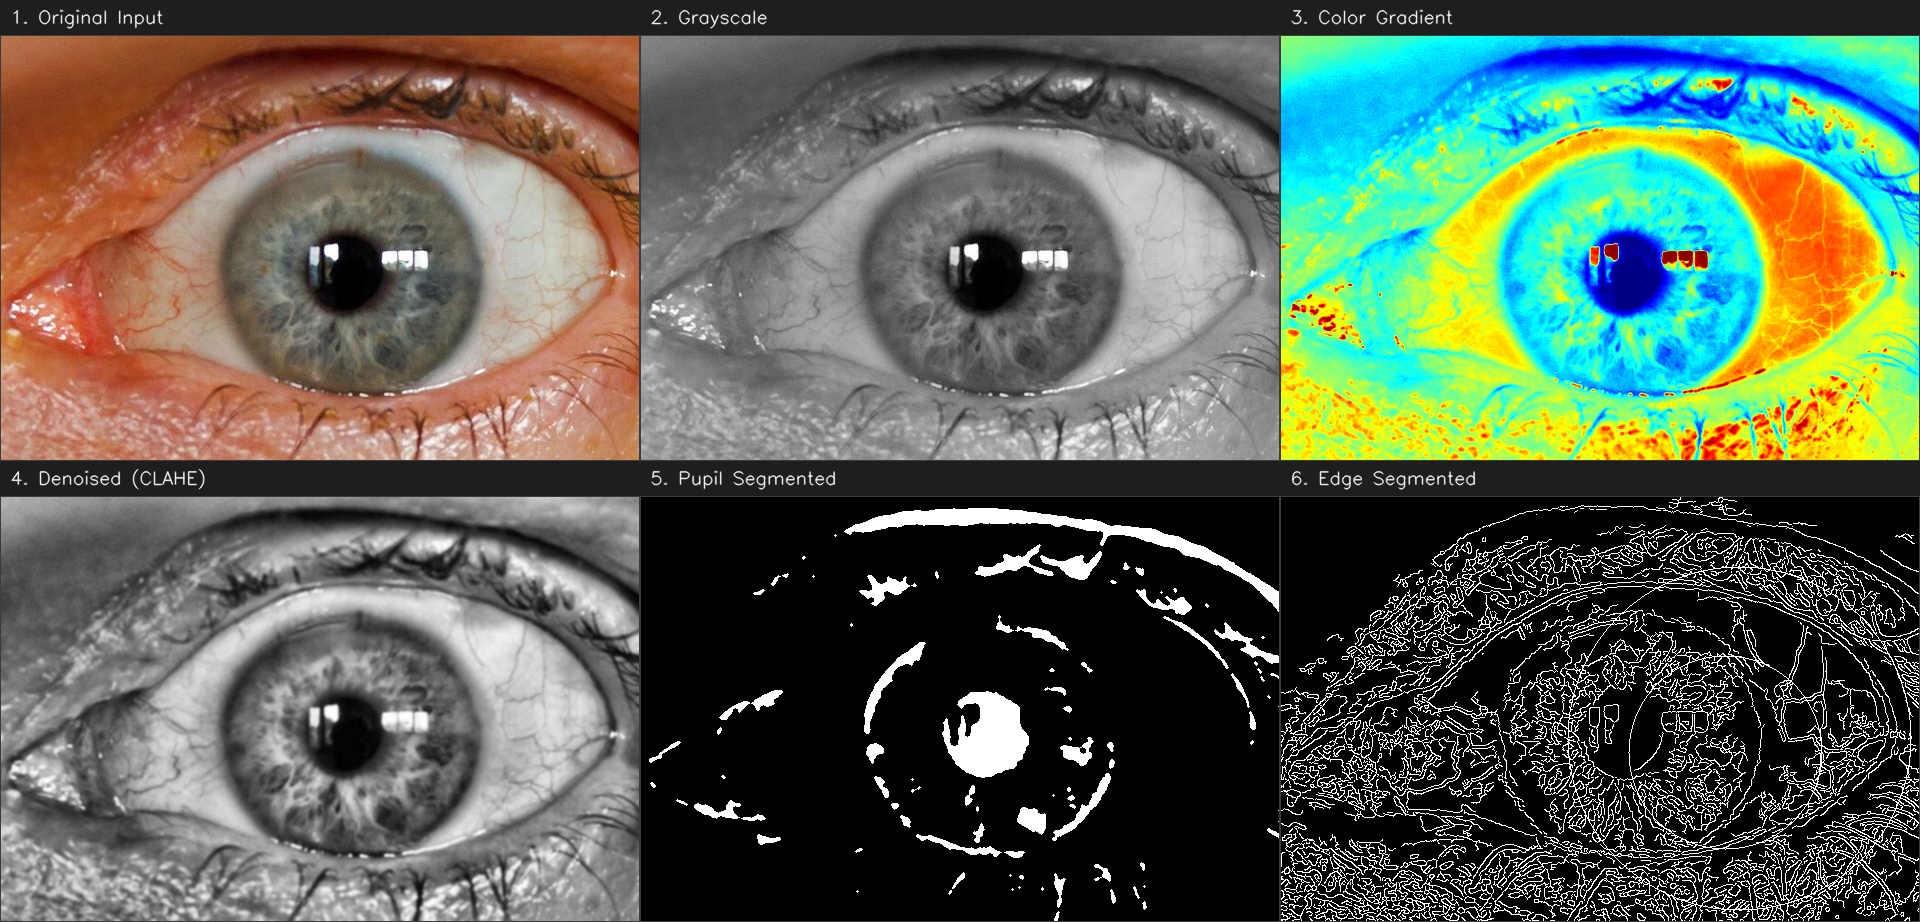 1. Original Input
2. Grayscale
3. Color Gradient
4. Denoised (CLAHE)
5. Pupil Segmented
6. Edge Segmented